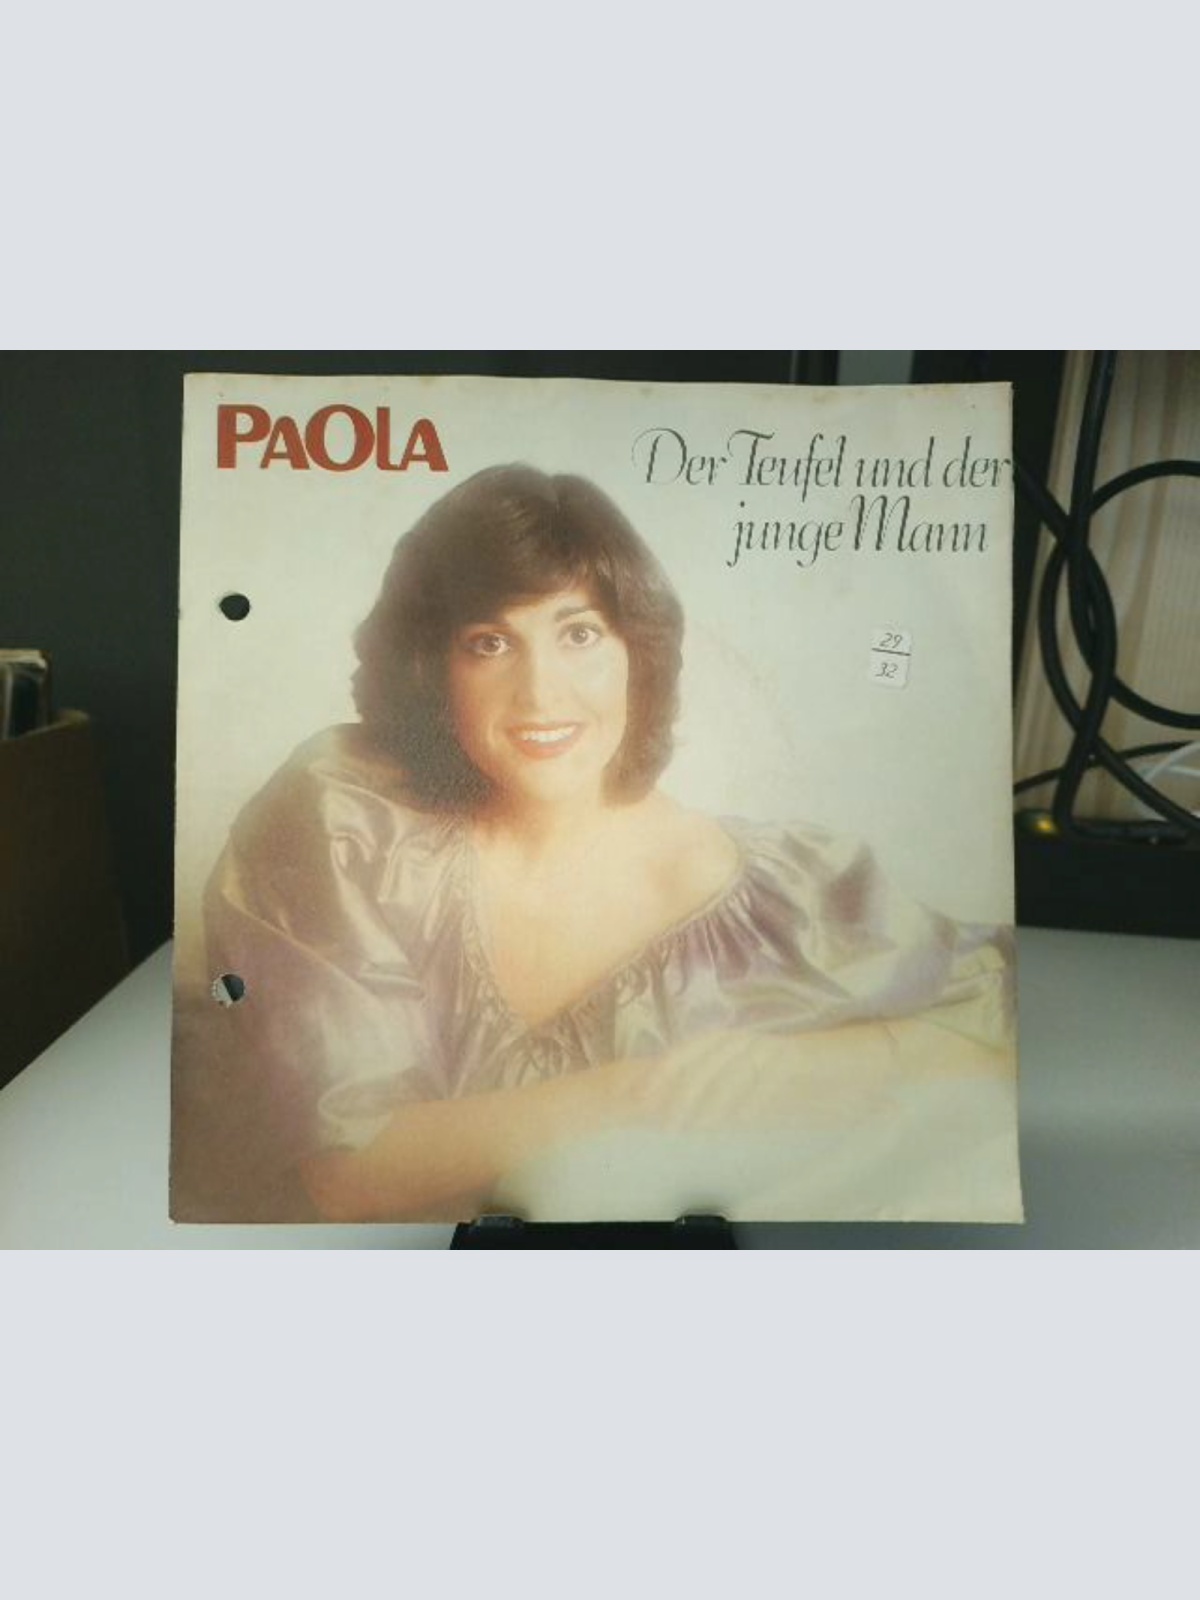 PAOLA
Der Teufel und der
junge Mann
29
32